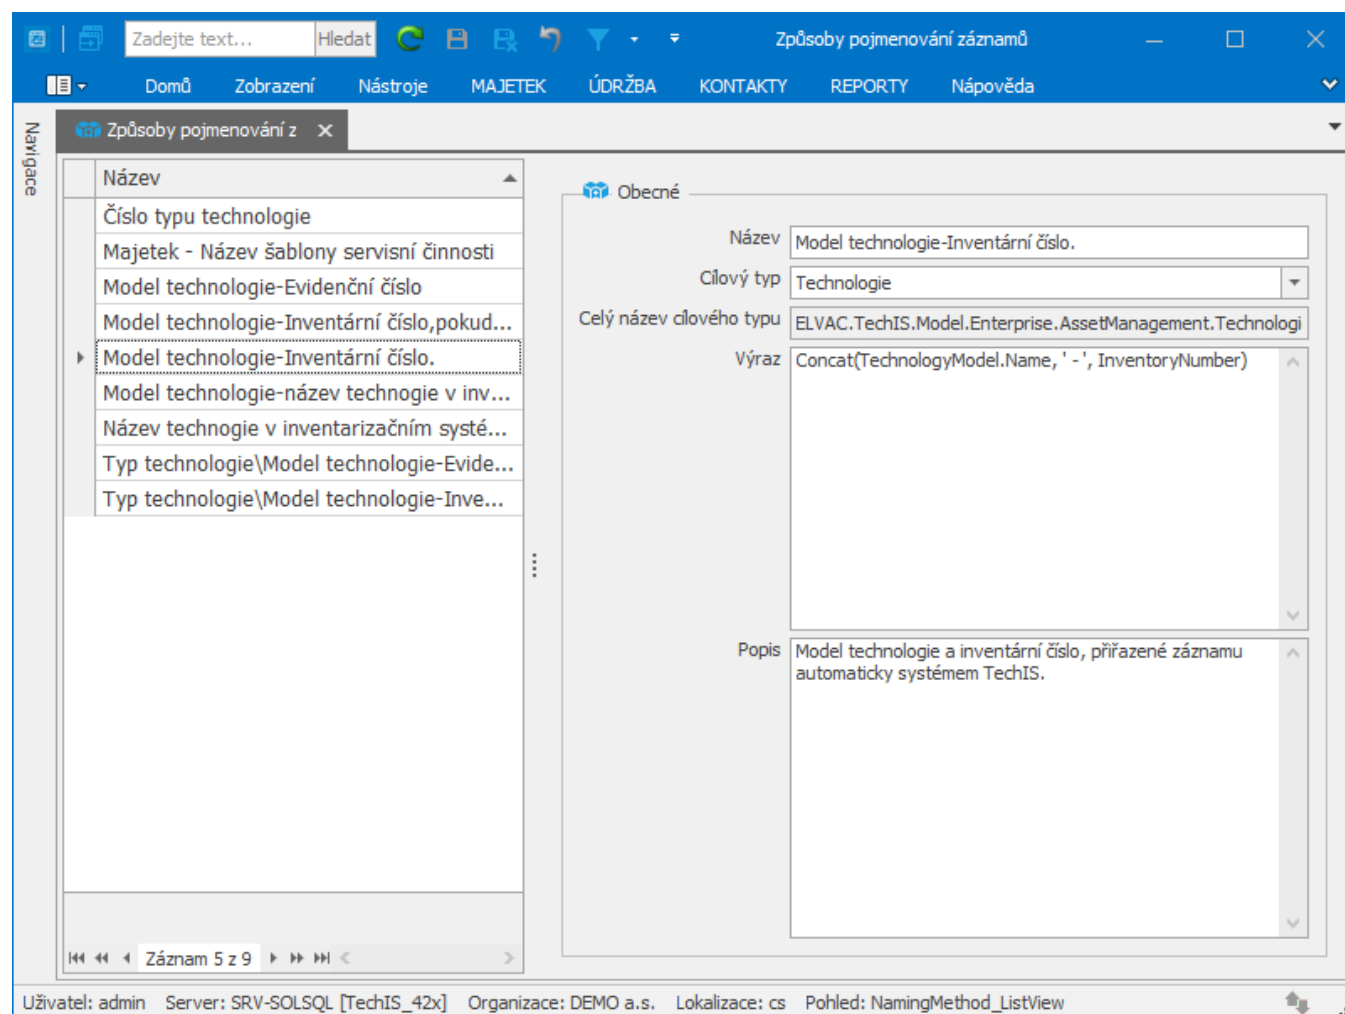 Zadejte text... Hledat Způsoby pojmenování záznamů
Domů Zobrazení Nástroje MAJETEK ÚDRŽBA KONTAKTY REPORTY Nápověda
Navigace
Způsoby pojmenování z
Název
Číslo typu technologie
Majetek - Název šablony servisní činnosti
Model technologie-Evidenční číslo
Model technologie-Inventární číslo,pokud...
Model technologie-Inventární číslo.
Model technologie-název technogie v inv...
Název technogie v inventarizačním systé...
Typ technologie\Model technologie-Evide...
Typ technologie\Model technologie-Inve...
Záznam 5 z 9
Obecné
Název Model technologie-Inventární číslo.
Cílový typ Technologie
Celý název cílového typu ELVAC.TechIS.Model.Enterprise.AssetManagement.Technologi
Výraz Concat(TechnologyModel.Name, ' - ', InventoryNumber)
Popis Model technologie a inventární číslo, přiřazené záznamu
automaticky systémem TechIS.
Uživatel: admin Server: SRV-SOLSQL [TechIS_42x] Organizace: DEMO a.s. Lokalizace: cs Pohled: NamingMethod_ListView